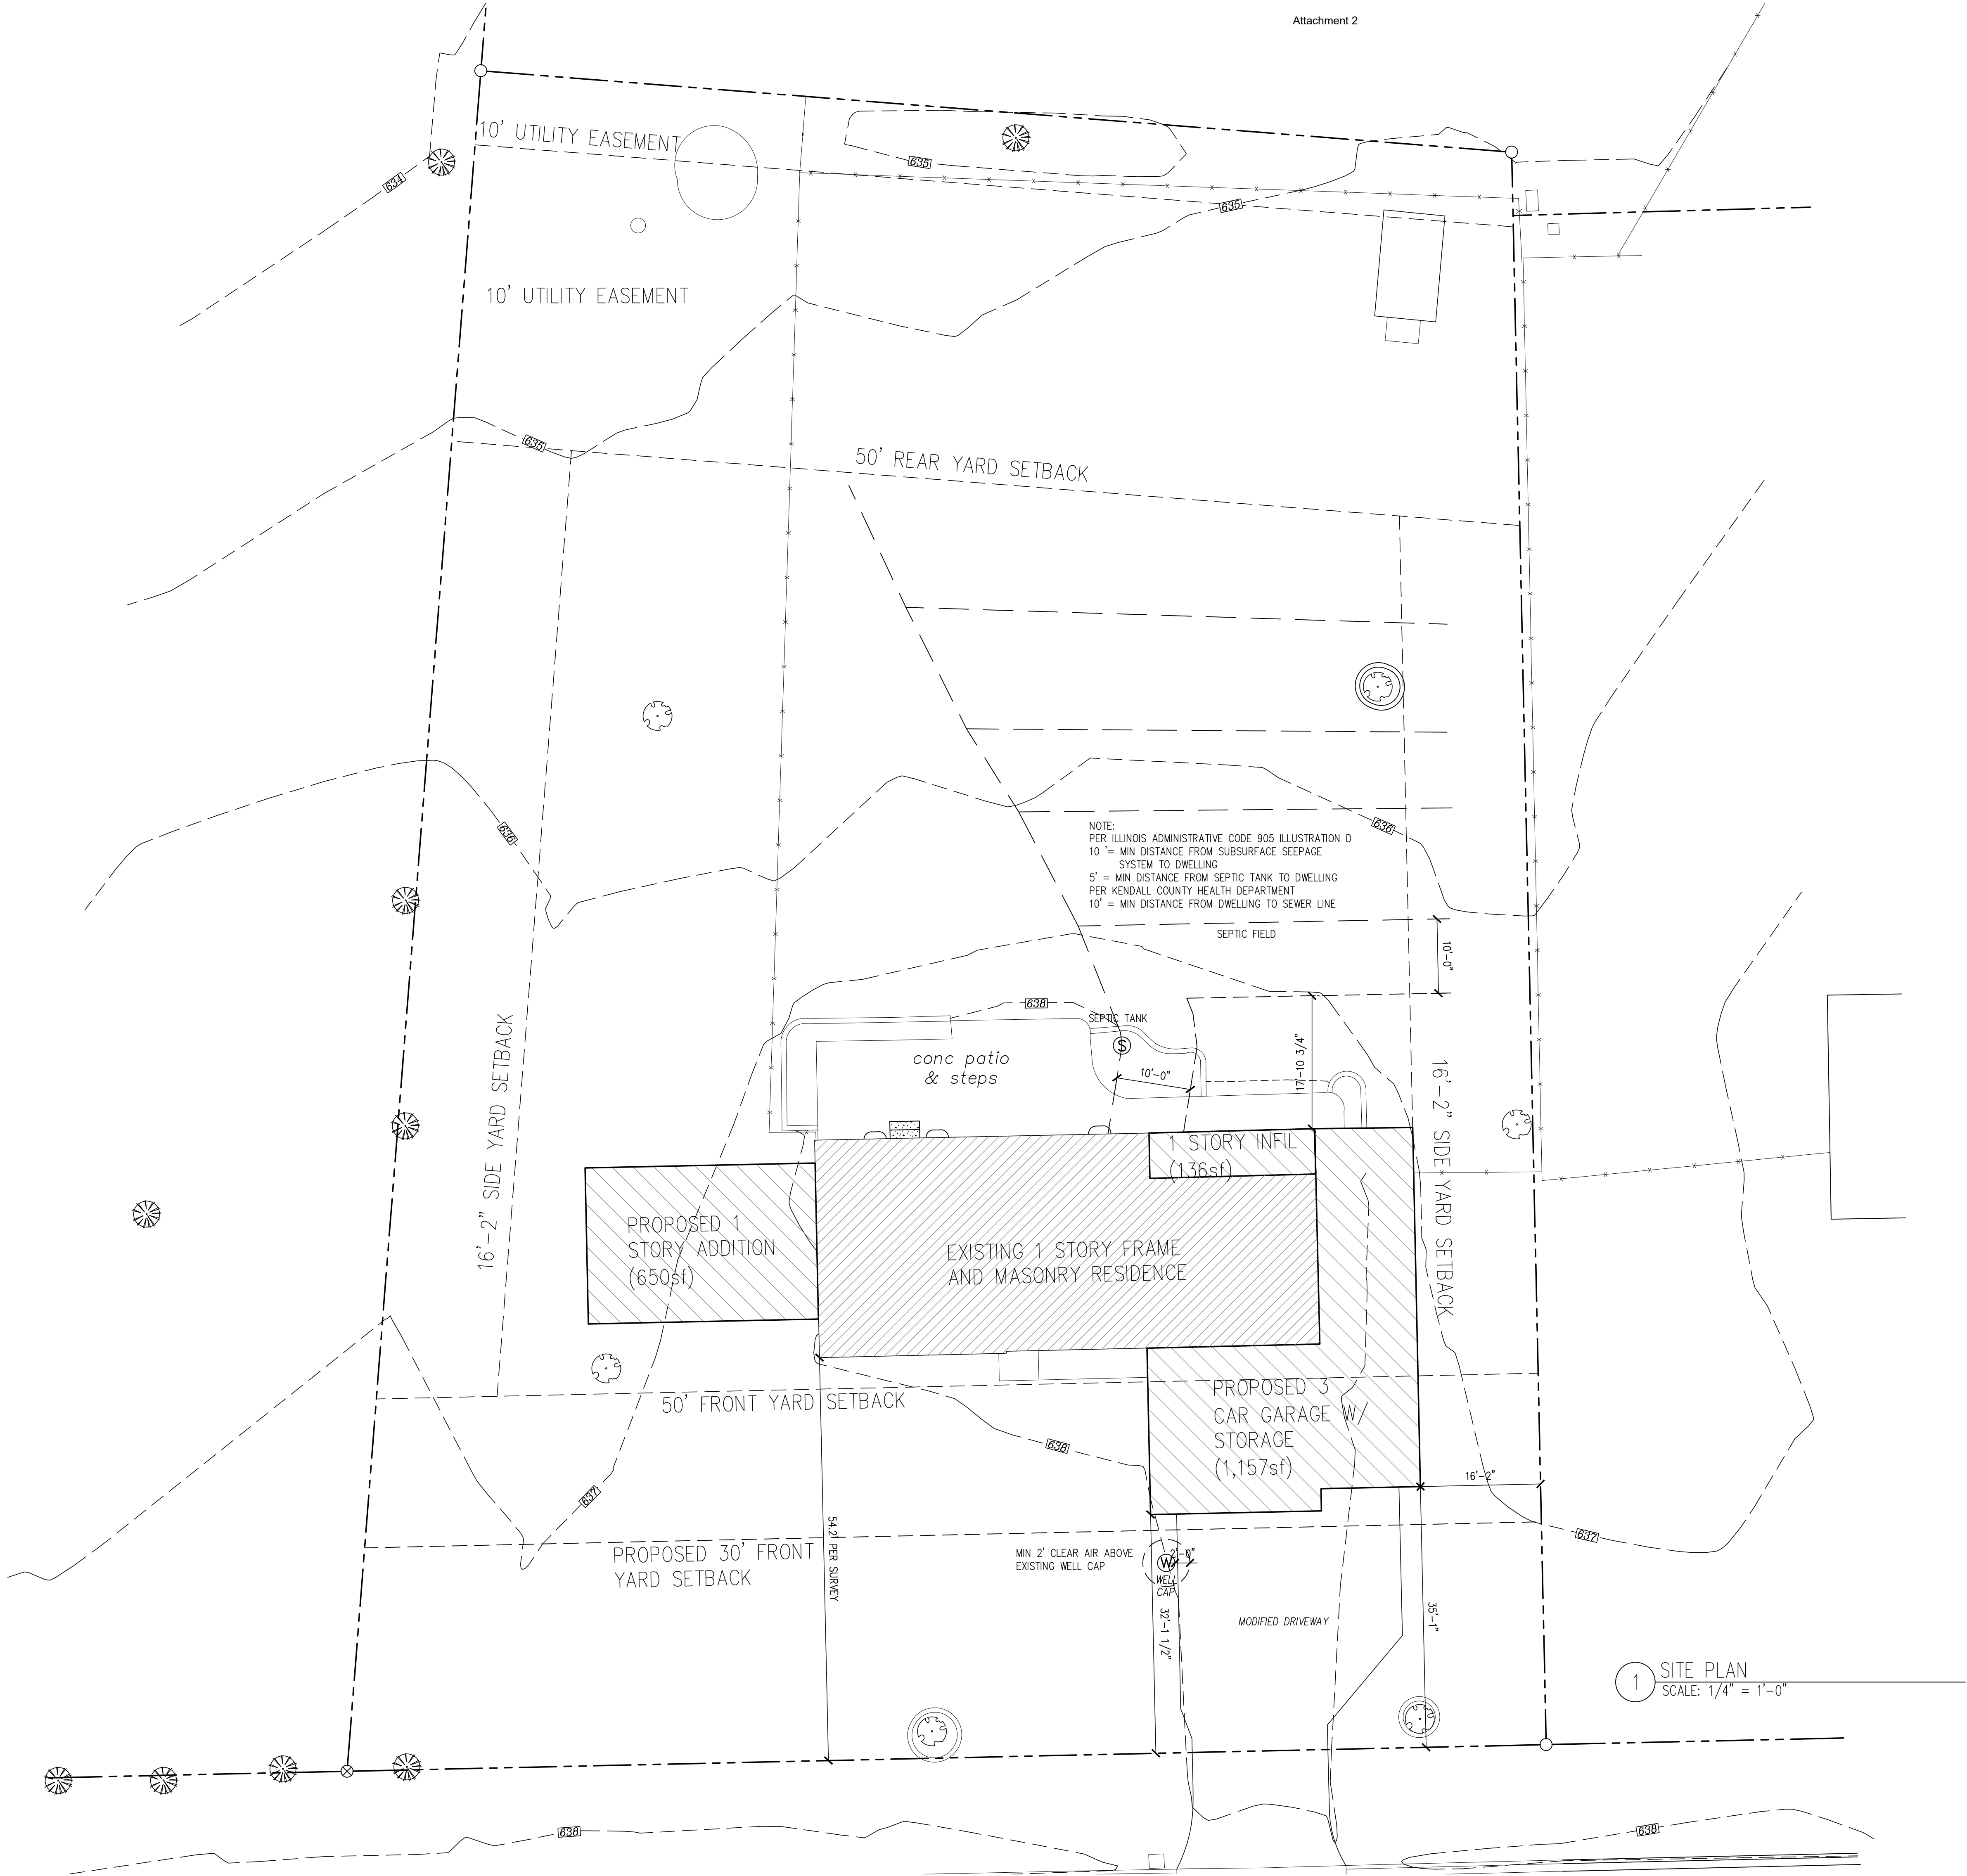 Attachment 2
10' UTILITY EASEMENT
634
635
635
10' UTILITY EASEMENT
635
50' REAR YARD SETBACK
636
636
NOTE:
PER ILLINOIS ADMINISTRATIVE CODE 905 ILLUSTRATION D
10 '= MIN DISTANCE FROM SUBSURFACE SEEPAGE
SYSTEM TO DWELLING
5' = MIN DISTANCE FROM SEPTIC TANK TO DWELLING
PER KENDALL COUNTY HEALTH DEPARTMENT
10' = MIN DISTANCE FROM DWELLING TO SEWER LINE
SEPTIC FIELD
10'-0"
638
SEPTIC TANK
S
conc patio
& steps
10'-0"
17'-10 3/4"
16'-2" SIDE YARD SETBACK
16'-2" SIDE YARD SETBACK
1 STORY INFIL
(136sf)
PROPOSED 1
STORY ADDITION
(650sf)
EXISTING 1 STORY FRAME
AND MASONRY RESIDENCE
50' FRONT YARD SETBACK
PROPOSED 3
CAR GARAGE W/
STORAGE
(1,157sf)
638
16'-2"
637
637
PROPOSED 30' FRONT
YARD SETBACK
54.2' PER SURVEY
MIN 2' CLEAR AIR ABOVE
EXISTING WELL CAP
W
2'-0"
WELL
CAP
32'-1 1/2"
MODIFIED DRIVEWAY
35'-1"
1
SITE PLAN
SCALE: 1/4" = 1'-0"
638
638